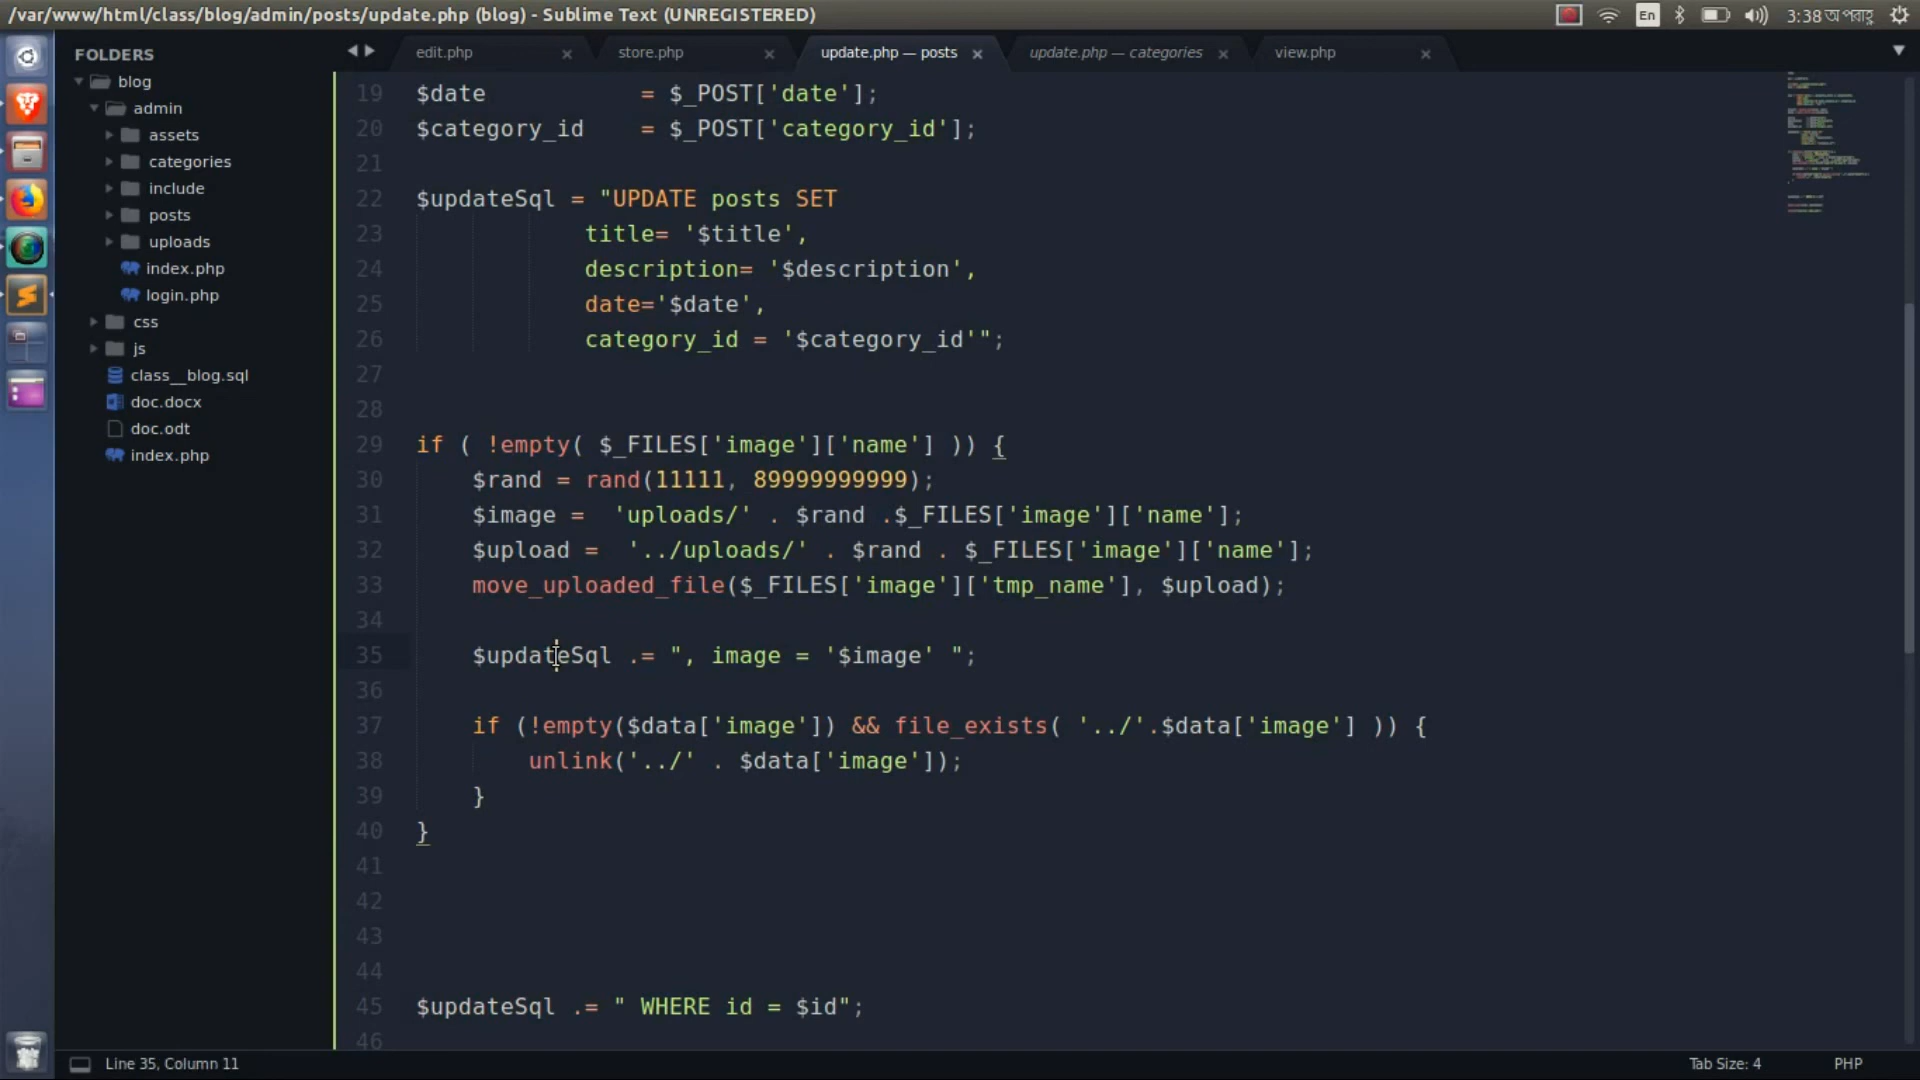 /var/www/html/class/blog/admin/posts/update.php (blog) - Sublime Text (UNREGISTERED)
En
3:38 অপরাহ্ণ
FOLDERS
blog
admin
assets
categories
include
posts
uploads
index.php
login.php
css
js
class__blog.sql
doc.docx
doc.odt
index.php
edit.php
store.php
update.php — posts
update.php — categories
view.php
19 $date = $_POST['date'];
20 $category_id = $_POST['category_id'];
21
22 $updateSql = "UPDATE posts SET
23 title= '$title',
24 description= '$description',
25 date='$date',
26 category_id = '$category_id'";
27
28
29 if ( !empty( $_FILES['image']['name'] )) {
30 $rand = rand(11111, 89999999999);
31 $image =  'uploads/' . $rand .$_FILES['image']['name'];
32 $upload =  '../uploads/' . $rand . $_FILES['image']['name'];
33 move_uploaded_file($_FILES['image']['tmp_name'], $upload);
34
35 $updateSql .= ", image = '$image' ";
36
37 if (!empty($data['image']) && file_exists( '../'.$data['image'] )) {
38 unlink('../' . $data['image']);
39 }
40 }
41
42
43
44
45 $updateSql .= " WHERE id = $id";
46
Line 35, Column 11
Tab Size: 4
PHP